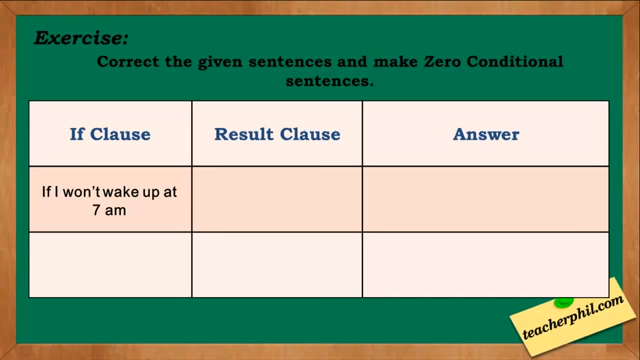 Exercise:
Correct the given sentences and make Zero Conditional
sentences.
If Clause
Result Clause
Answer
If I won't wake up at
7 am
teacherphil.com